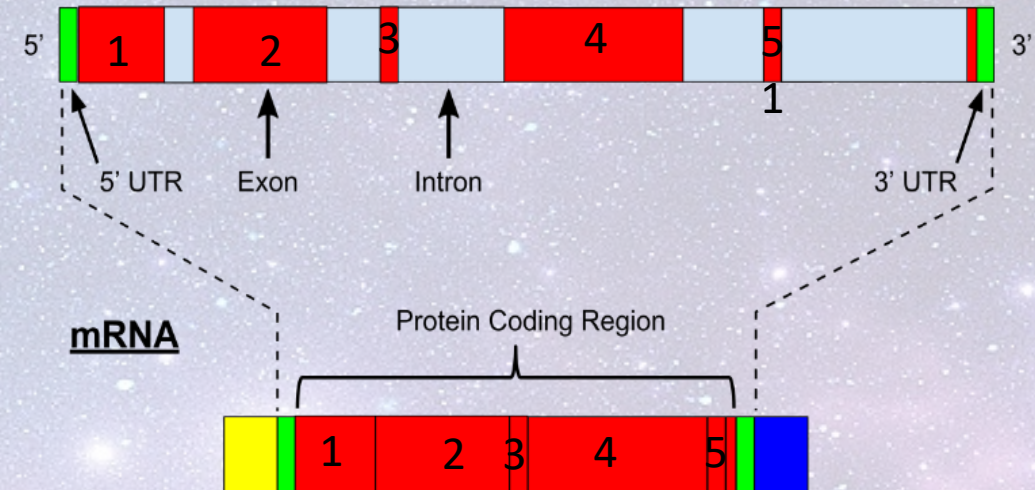 5’ 1 2 3 4 5 3’
1
5’ UTR Exon Intron 3’ UTR
Protein Coding Region
mRNA
1 2 3 4 5